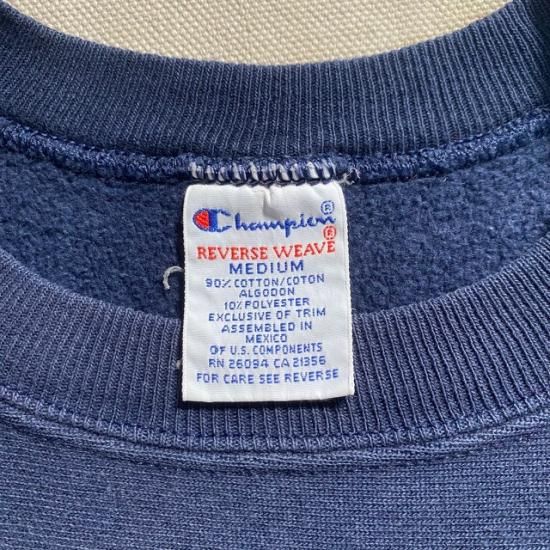 Champion®
REVERSE WEAVE®
MEDIUM
90% COTTON/COTON
ALGODON
10% POLYESTER
EXCLUSIVE OF TRIM
ASSEMBLED IN
MEXICO
OF U.S. COMPONENTS
RN 26094 CA 21356
FOR CARE SEE REVERSE